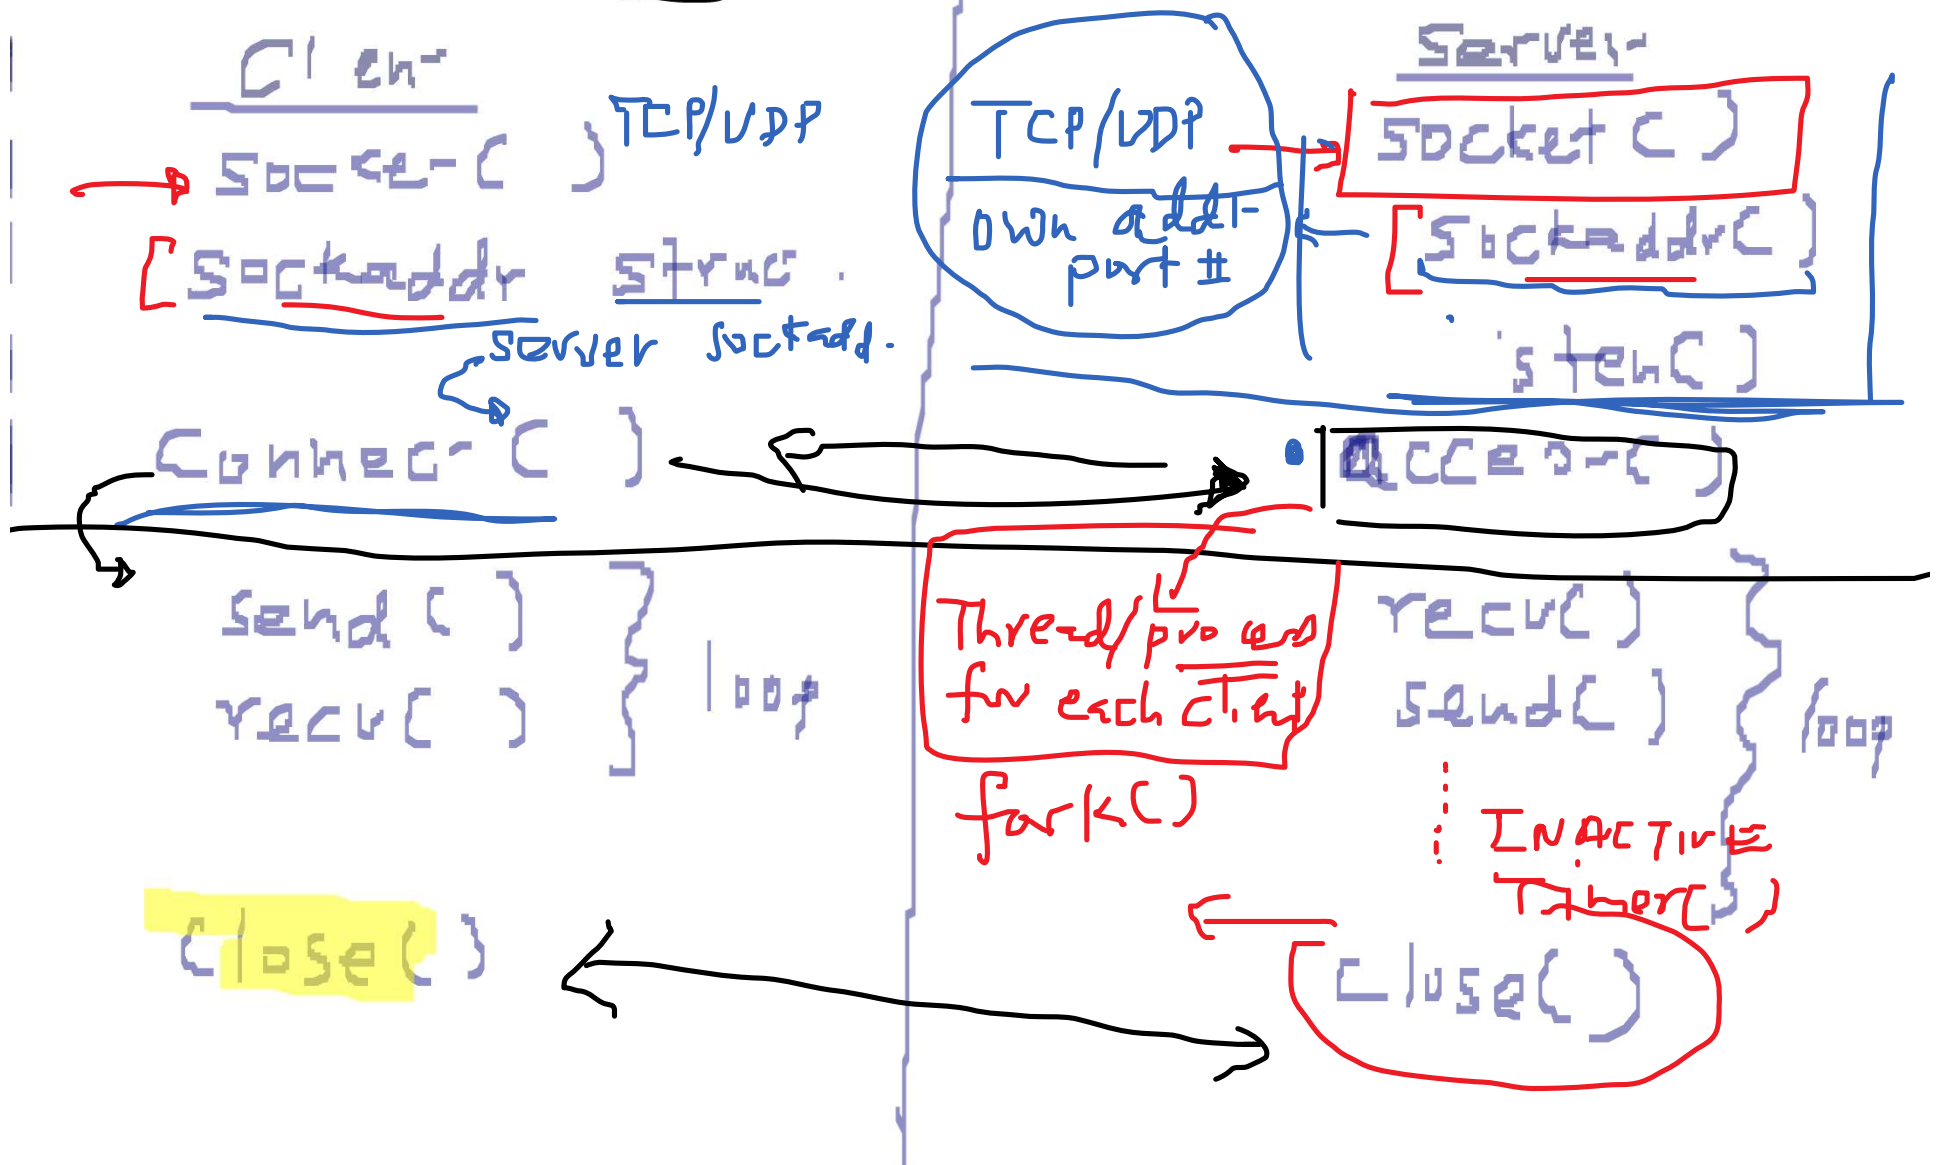 Client
Server
socket( ) TCP/UDP
TCP/UDP
socket( )
sockaddr struc.
own addr
port #
sockaddr( )
server sockadd.
sten( )
Connect( )
Accept( )
send( )
recv( )
loop
Thread/process
for each client
fork( )
recv( )
send( )
loop
INACTIVE
Timer( )
close( )
close( )